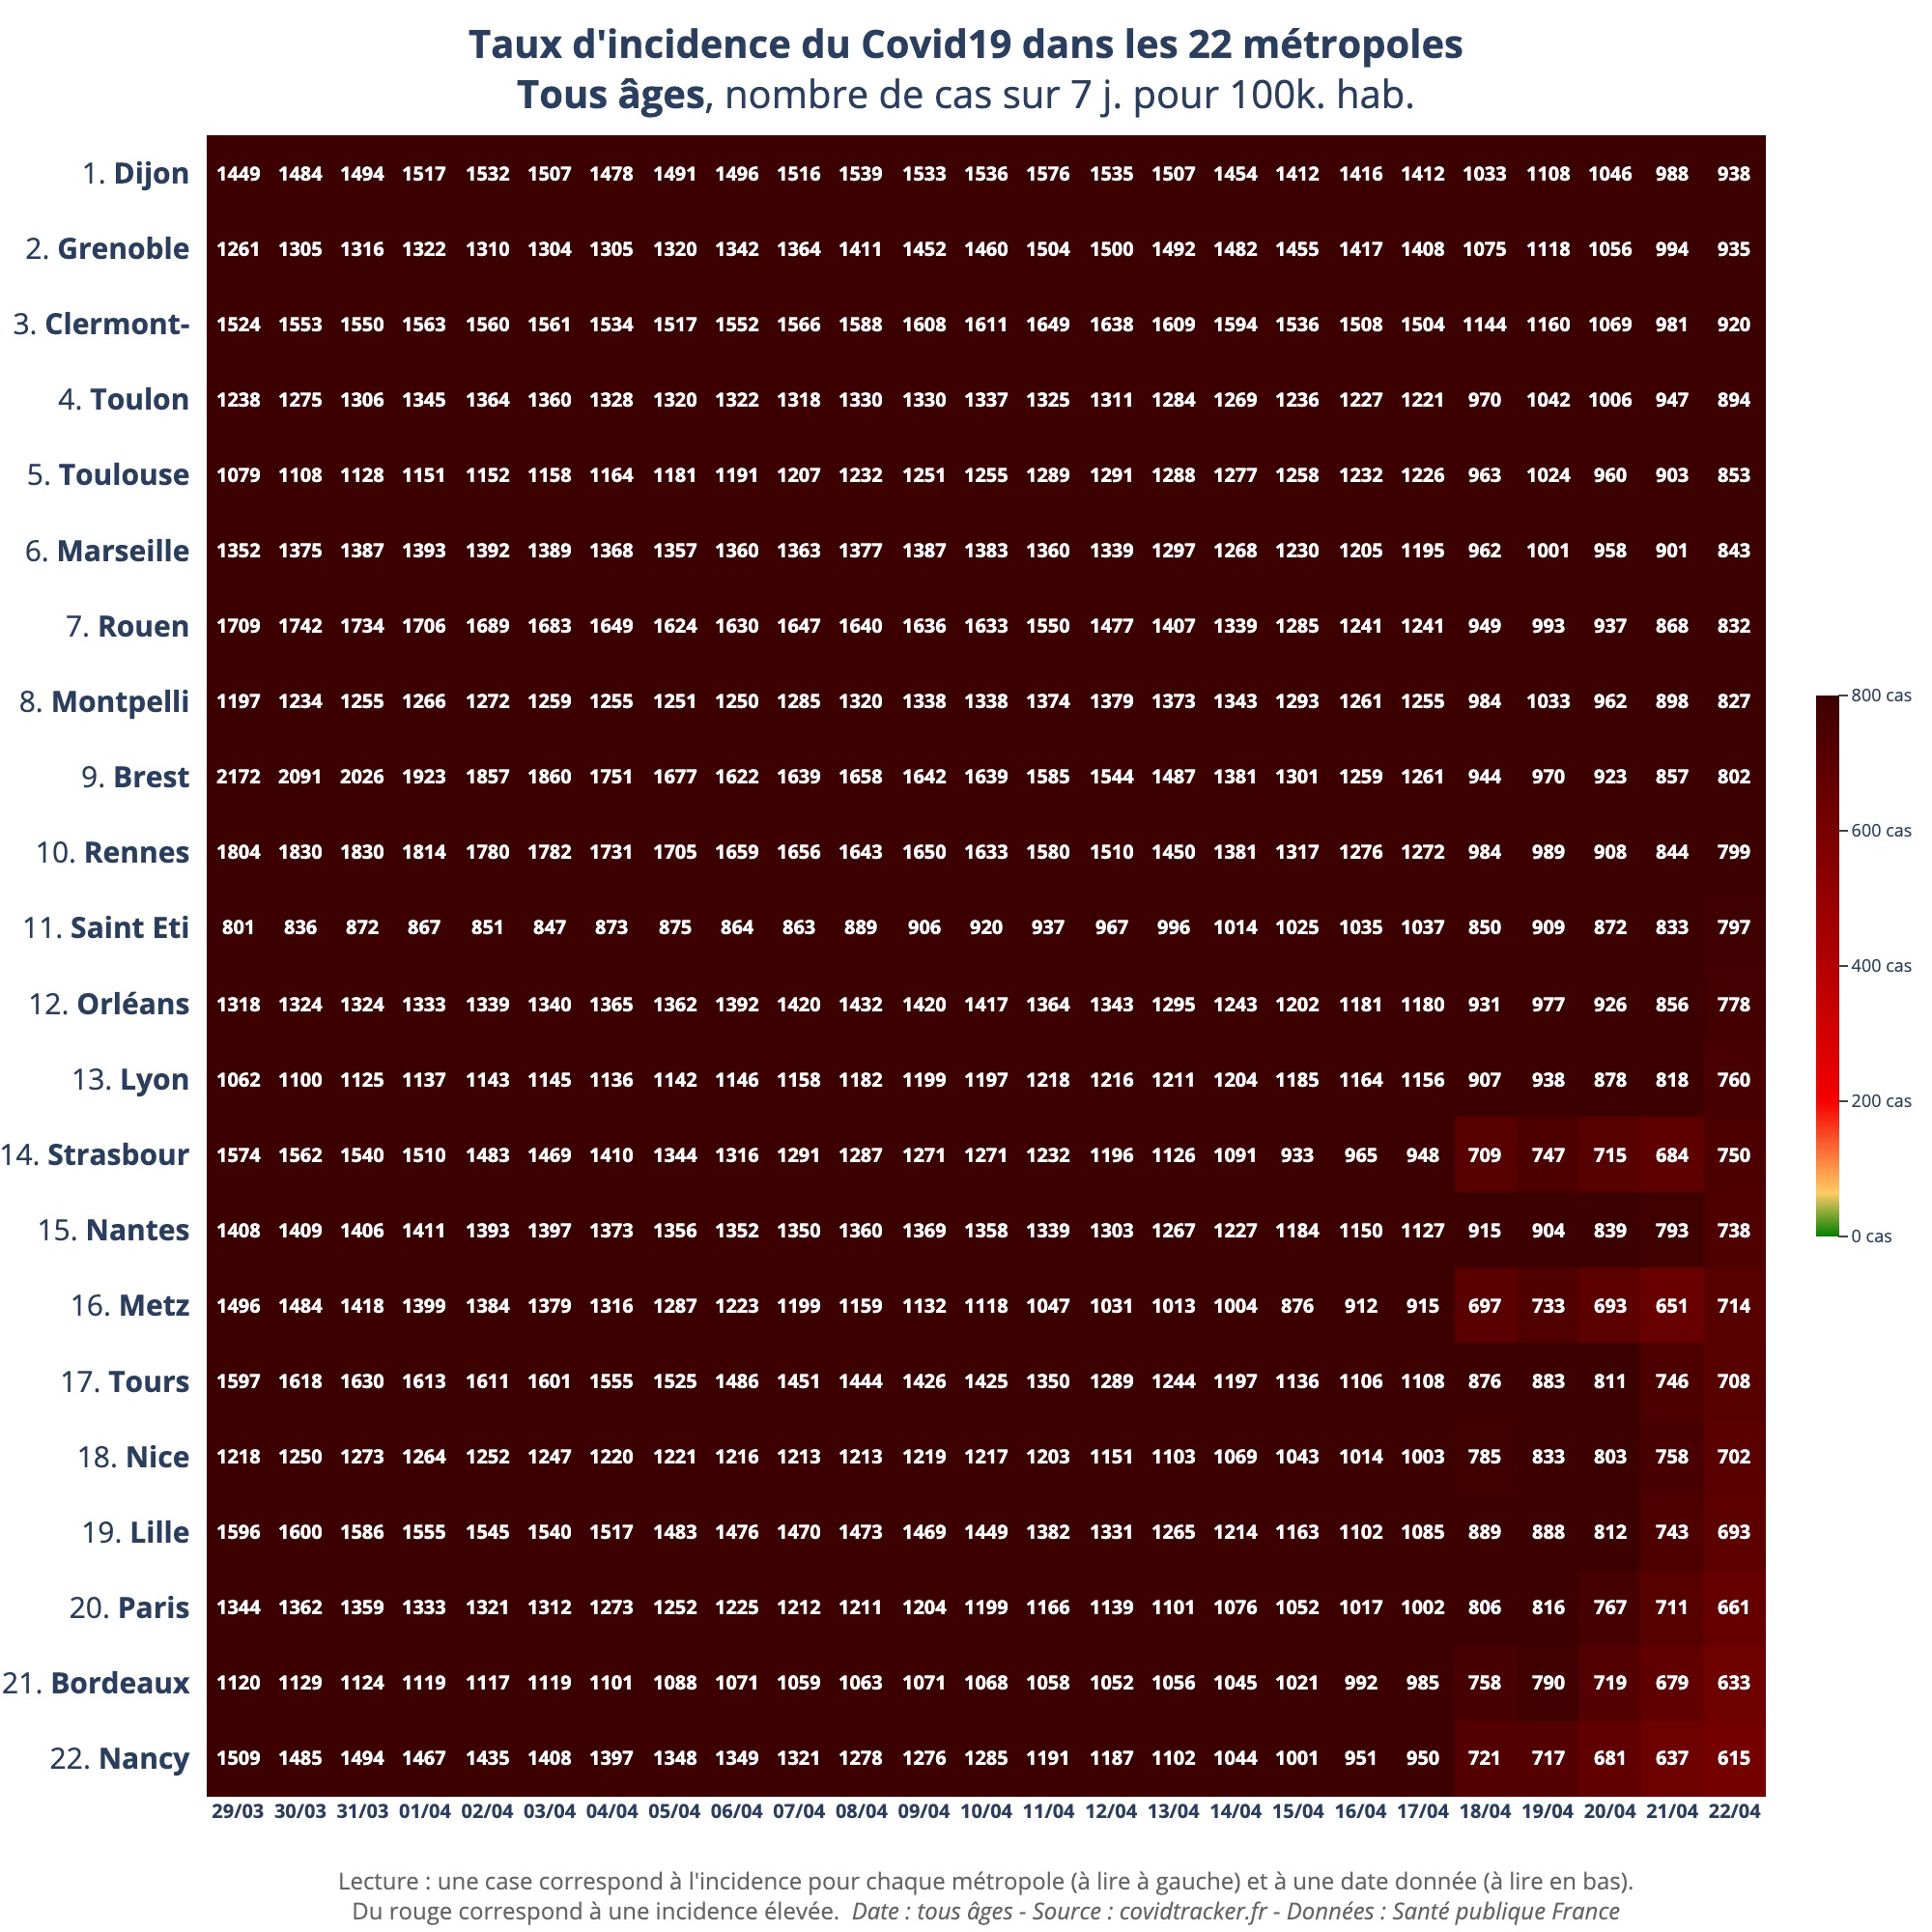 Taux d'incidence du Covid19 dans les 22 métropoles
Tous âges, nombre de cas sur 7 j. pour 100k. hab.
1. Dijon 1449 1484 1494 1517 1532 1507 1478 1491 1496 1516 1539 1533 1536 1576 1535 1507 1454 1412 1416 1412 1033 1108 1046 988 938
2. Grenoble 1261 1305 1316 1322 1310 1304 1305 1320 1342 1364 1411 1452 1460 1504 1500 1492 1482 1455 1417 1408 1075 1118 1056 994 935
3. Clermont- 1524 1553 1550 1563 1560 1561 1534 1517 1552 1566 1588 1608 1611 1649 1638 1609 1594 1536 1508 1504 1144 1160 1069 981 920
4. Toulon 1238 1275 1306 1345 1364 1360 1328 1320 1322 1318 1330 1330 1337 1325 1311 1284 1269 1236 1227 1221 970 1042 1006 947 894
5. Toulouse 1079 1108 1128 1151 1152 1158 1164 1181 1191 1207 1232 1251 1255 1289 1291 1288 1277 1258 1232 1226 963 1024 960 903 853
6. Marseille 1352 1375 1387 1393 1392 1389 1368 1357 1360 1363 1377 1387 1383 1360 1339 1297 1268 1230 1205 1195 962 1001 958 901 843
7. Rouen 1709 1742 1734 1706 1689 1683 1649 1624 1630 1647 1640 1636 1633 1550 1477 1407 1339 1285 1241 1241 949 993 937 868 832
8. Montpelli 1197 1234 1255 1266 1272 1259 1255 1251 1250 1285 1320 1338 1338 1374 1379 1373 1343 1293 1261 1255 984 1033 962 898 827
800 cas
9. Brest 2172 2091 2026 1923 1857 1860 1751 1677 1622 1639 1658 1642 1639 1585 1544 1487 1381 1301 1259 1261 944 970 923 857 802
600 cas
10. Rennes 1804 1830 1830 1814 1780 1782 1731 1705 1659 1656 1643 1650 1633 1580 1510 1450 1381 1317 1276 1272 984 989 908 844 799
11. Saint Eti 801 836 872 867 851 847 873 875 864 863 889 906 920 937 967 996 1014 1025 1035 1037 850 909 872 833 797
400 cas
12. Orléans 1318 1324 1324 1333 1339 1340 1365 1362 1392 1420 1432 1420 1417 1364 1343 1295 1243 1202 1181 1180 931 977 926 856 778
13. Lyon 1062 1100 1125 1137 1143 1145 1136 1142 1146 1158 1182 1199 1197 1218 1216 1211 1204 1185 1164 1156 907 938 878 818 760
200 cas
14. Strasbour 1574 1562 1540 1510 1483 1469 1410 1344 1316 1291 1287 1271 1271 1232 1196 1126 1091 933 965 948 709 747 715 684 750
15. Nantes 1408 1409 1406 1411 1393 1397 1373 1356 1352 1350 1360 1369 1358 1339 1303 1267 1227 1184 1150 1127 915 904 839 793 738
0 cas
16. Metz 1496 1484 1418 1399 1384 1379 1316 1287 1223 1199 1159 1132 1118 1047 1031 1013 1004 876 912 915 697 733 693 651 714
17. Tours 1597 1618 1630 1613 1611 1601 1555 1525 1486 1451 1444 1426 1425 1350 1289 1244 1197 1136 1106 1108 876 883 811 746 708
18. Nice 1218 1250 1273 1264 1252 1247 1220 1221 1216 1213 1213 1219 1217 1203 1151 1103 1069 1043 1014 1003 785 833 803 758 702
19. Lille 1596 1600 1586 1555 1545 1540 1517 1483 1476 1470 1473 1469 1449 1382 1331 1265 1214 1163 1102 1085 889 888 812 743 693
20. Paris 1344 1362 1359 1333 1321 1312 1273 1252 1225 1212 1211 1204 1199 1166 1139 1101 1076 1052 1017 1002 806 816 767 711 661
21. Bordeaux 1120 1129 1124 1119 1117 1119 1101 1088 1071 1059 1063 1071 1068 1058 1052 1056 1045 1021 992 985 758 790 719 679 633
22. Nancy 1509 1485 1494 1467 1435 1408 1397 1348 1349 1321 1278 1276 1285 1191 1187 1102 1044 1001 951 950 721 717 681 637 615
29/03 30/03 31/03 01/04 02/04 03/04 04/04 05/04 06/04 07/04 08/04 09/04 10/04 11/04 12/04 13/04 14/04 15/04 16/04 17/04 18/04 19/04 20/04 21/04 22/04
Lecture : une case correspond à l'incidence pour chaque métropole (à lire à gauche) et à une date donnée (à lire en bas).
Du rouge correspond à une incidence élevée. Date : tous âges - Source : covidtracker.fr - Données : Santé publique France